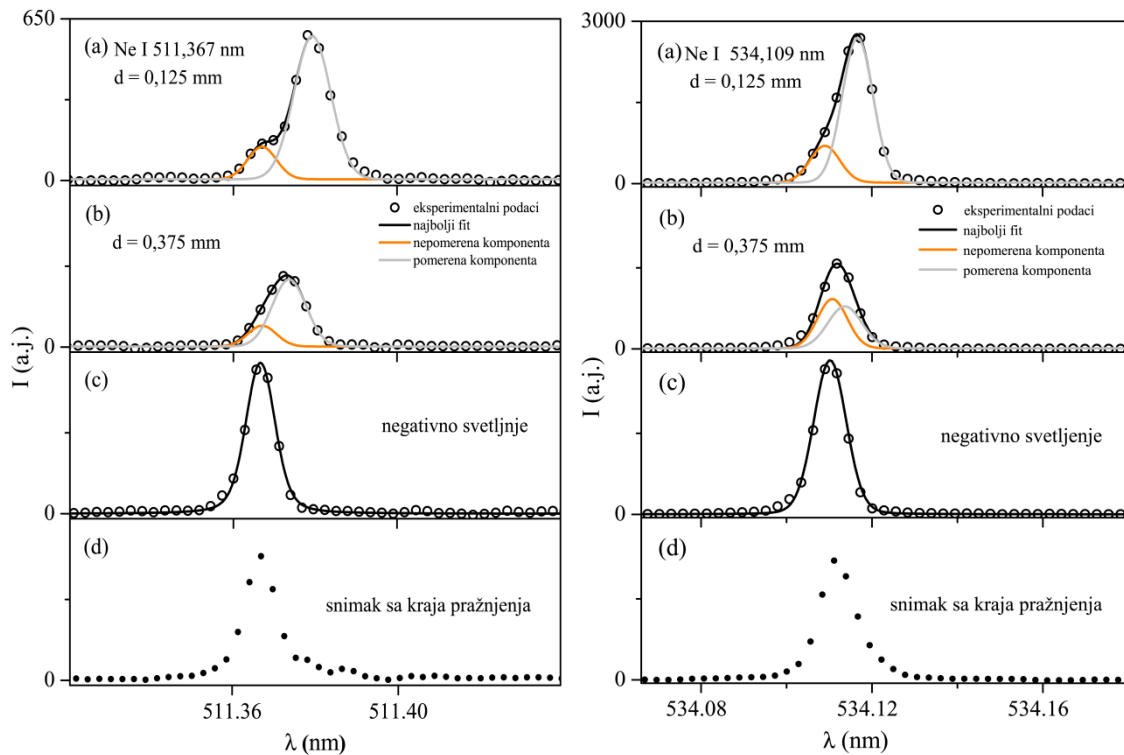 650
(a) Ne I 511,367 nm
d = 0,125 mm
0
(b)
d = 0,375 mm
eksperimentalni podaci
najbolji fit
nepomerena komponenta
pomerena komponenta
0
(c)
negativno svetljnje
0
(d)
snimak sa kraja pražnjenja
0
511.36
511.40
λ (nm)
I (a.j.)
3000
(a) Ne I 534,109 nm
d = 0,125 mm
0
(b)
d = 0,375 mm
eksperimentalni podaci
najbolji fit
nepomerena komponenta
pomerena komponenta
0
(c)
negativno svetljenje
0
(d)
snimak sa kraja pražnjenja
0
534.08
534.12
534.16
λ (nm)
I (a.j.)